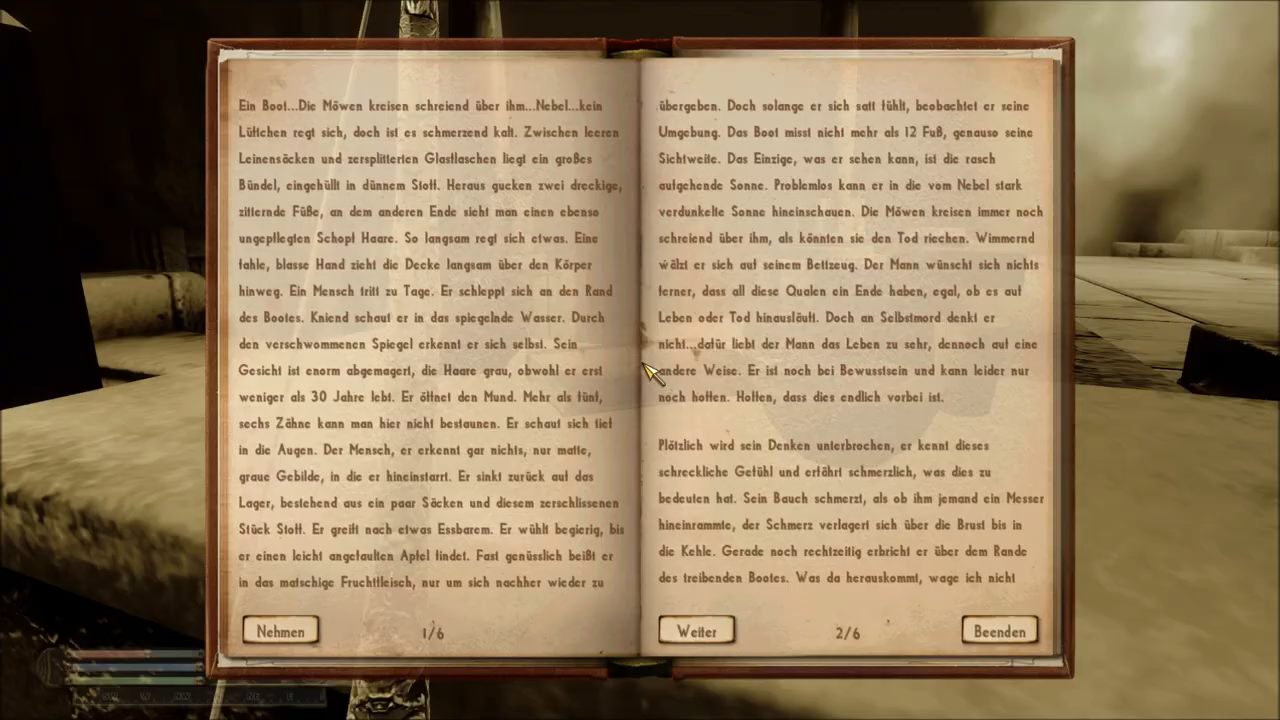 Ein Boot...Die Möwen kreisen schreiend über ihm...Nebel...kein
Lüftchen regt sich, doch ist es schmerzend kalt. Zwischen leeren
Leinensöcken und zersplitterten Glasflaschen liegt ein großes
Bündel, eingehüllt in dünnem Stoff. Heraus gucken zwei dreckige,
zitternde Füße, an dem anderen Ende sieht man einen ebenso
ungepflegten Schopf Haare. So langsam regt sich etwas. Eine
fahle, blasse Hand zieht die Decke langsam über den Körper
hinweg. Ein Mensch tritt zu Tage. Er schleppt sich an den Rand
des Bootes. Kniend schaut er in das spiegelnde Wasser. Durch
den verschwommenen Spiegel erkennt er sich selbst. Sein
Gesicht ist enorm abgemagert, die Haare grau, obwohl er erst
weniger als 30 Jahre lebt. Er öffnet den Mund. Mehr als fünf,
sechs Zähne kann man hier nicht bestaunen. Er schaut sich tief
in die Augen. Der Mensch, er erkennt gar nichts, nur matte,
graue Gebilde, in die er hineinstarrt. Er sinkt zurück auf das
Lager, bestehend aus ein paar Säcken und diesem zerschlissenen
Stück Stoff. Er greift nach etwas Essbarem. Er wühlt begierig, bis
er einen leicht angefaulten Apfel findet. Fast genüsslich beißt er
in das matschige Fruchtfleisch, nur um sich nachher wieder zu
Nehmen
1/6
übergeben. Doch solange er sich satt fühlt, beobachtet er seine
Umgebung. Das Boot misst nicht mehr als 12 Fuß, genauso seine
Sichtweite. Das Einzige, was er sehen kann, ist die rasch
aufgehende Sonne. Problemlos kann er in die vom Nebel stark
verdunkelte Sonne hineinschauen. Die Möwen kreisen immer noch
schreiend über ihm, als könnten sie den Tod riechen. Wimmernd
wälzt er sich auf seinem Bettzeug. Der Mann wünscht sich nichts
ferner, dass all diese Qualen ein Ende haben, egal, ob es auf
Leben oder Tod hinausläuft. Doch an Selbstmord denkt er
nicht...dafür liebt der Mann das Leben zu sehr, dennoch auf eine
andere Weise. Er ist noch bei Bewusstsein und kann leider nur
noch hoffen. Hoffen, dass dies endlich vorbei ist.
Plötzlich wird sein Denken unterbrochen, er kennt dieses
schreckliche Gefühl und erfährt schmerzlich, was dies zu
bedeuten hat. Sein Bauch schmerzt, als ob ihm jemand ein Messer
hineinrammte, der Schmerz verlagert sich über die Brust bis in
die Kehle. Gerade noch rechtzeitig erbricht er über dem Rande
des treibenden Bootes. Was da herauskommt, wage ich nicht
Weiter
2/6
Beenden
W
NW
NE
E